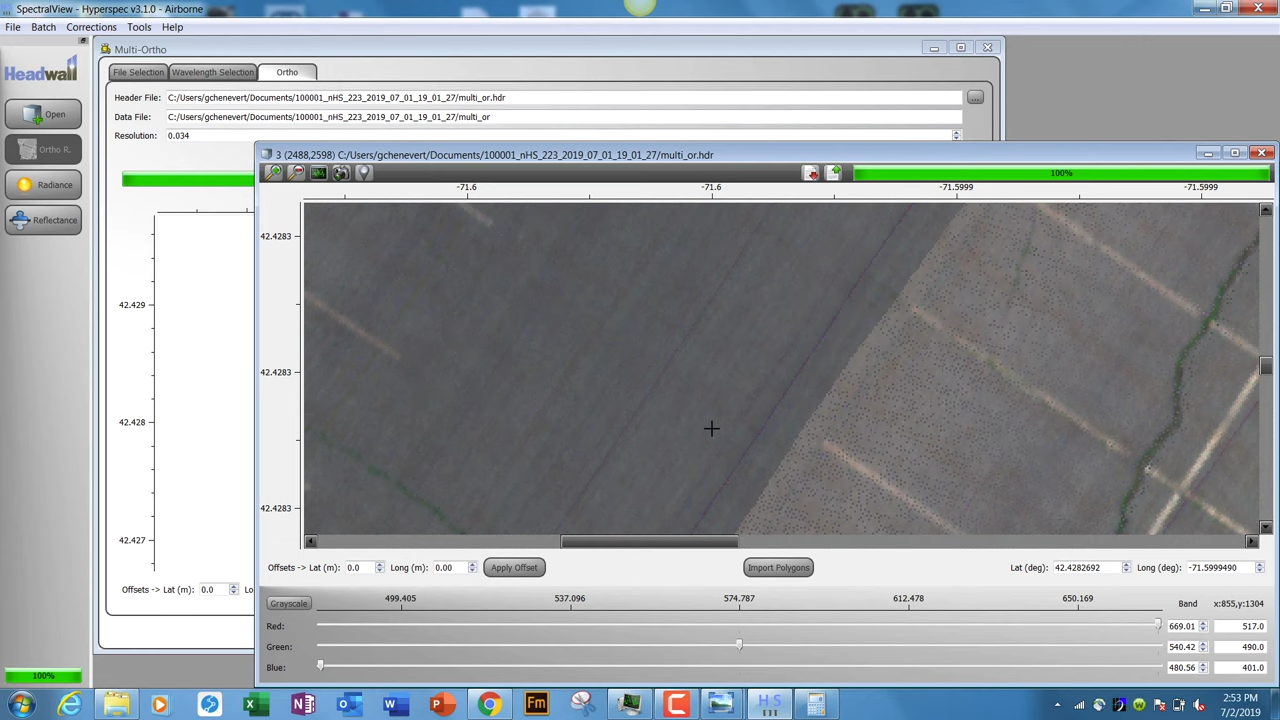 SpectralView - Hyperspec v3.1.0 - Airborne
File Batch Corrections Tools Help
Headwall
Open
Ortho R.
Radiance
Reflectance
100%
Multi-Ortho
File Selection Wavelength Selection Ortho
Header File: C:/Users/gchenevert/Documents/100001_nHS_223_2019_07_01_19_01_27/multi_or.hdr ...
Data File: C:/Users/gchenevert/Documents/100001_nHS_223_2019_07_01_19_01_27/multi_or
Resolution: 0.034
42.429
42.428
42.427
Offsets -> Lat (m): 0.0 Lo
3 (2488,2598) C:/Users/gchenevert/Documents/100001_nHS_223_2019_07_01_19_01_27/multi_or.hdr
100%
-71.6 -71.6 -71.5999 -71.5999
42.4283
42.4283
42.4283
Offsets -> Lat (m): 0.0 Long (m): 0.00 Apply Offset Import Polygons Lat (deg): 42.4282692 Long (deg): -71.5999490
Grayscale 499.405 537.096 574.787 612.478 650.169 Band x:855,y:1304
Red: 669.01 517.0
Green: 540.42 490.0
Blue: 480.56 401.0
2:53 PM
7/2/2019